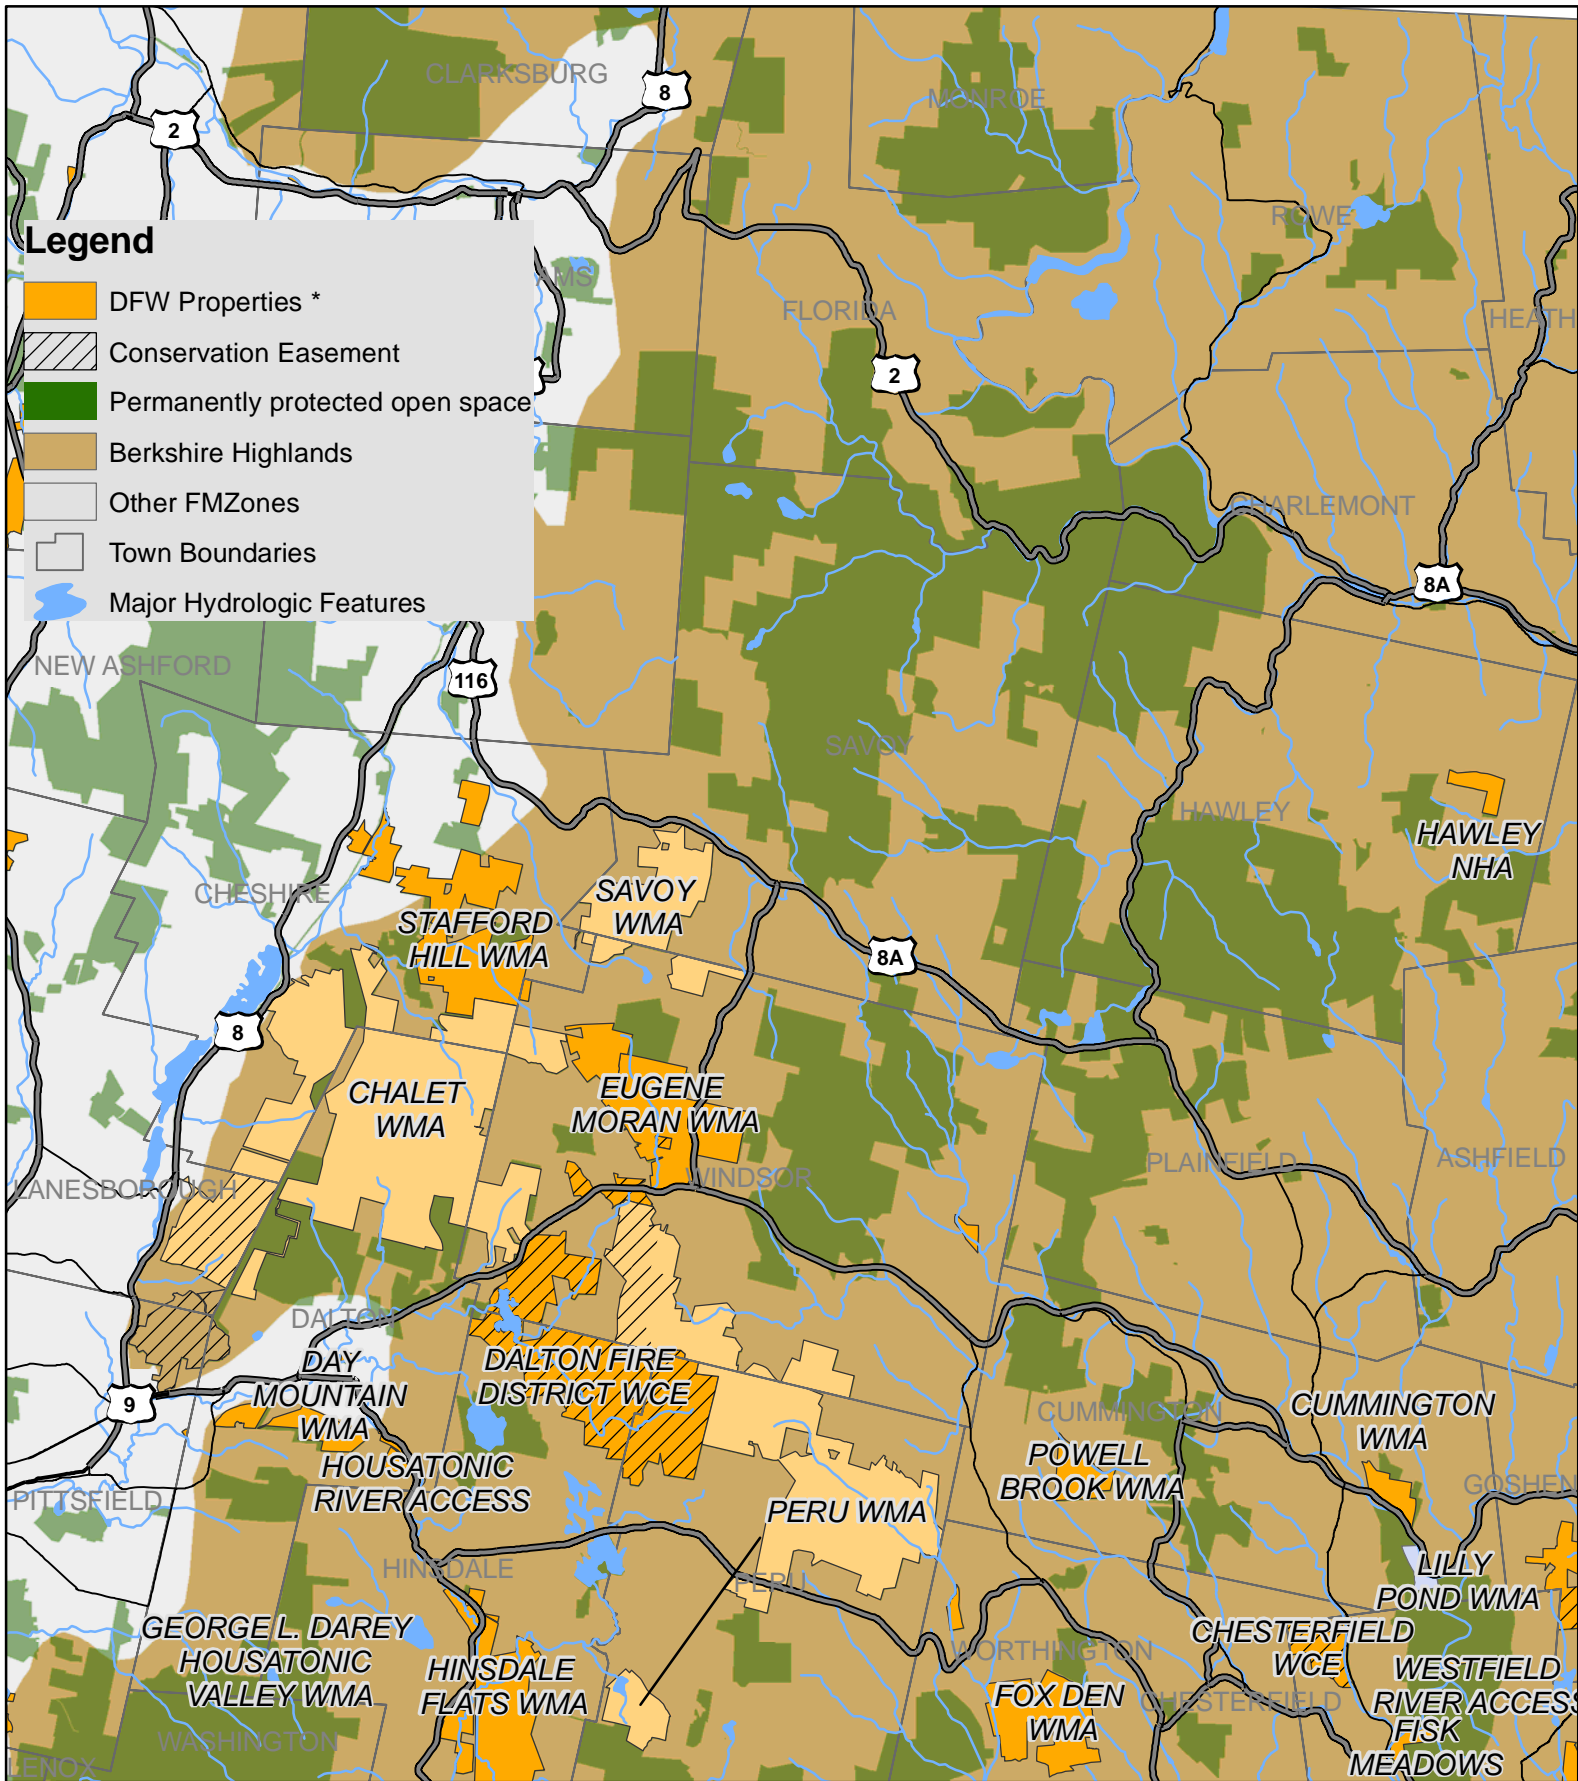 CLARKSBURG
8
MONROE
2
ROWE
Legend
AMS
DFW Properties *
FLORIDA
HEATH
Conservation Easement
2
Permanently protected open space
Berkshire Highlands
Other FMZones
CHARLEMONT
Town Boundaries
8A
Major Hydrologic Features
NEW ASHFORD
116
SAVOY
HAWLEY
HAWLEY
NHA
CHESHIRE
SAVOY
WMA
STAFFORD
HILL WMA
8A
8
CHALET
WMA
EUGENE
MORAN WMA
WINDSOR
PLAINFIELD
ASHFIELD
LANESBOROUGH
DALTON
DAY
MOUNTAIN
WMA
DALTON FIRE
DISTRICT WCE
9
CUMMINGTON
CUMMINGTON
WMA
HOUSATONIC
RIVER ACCESS
POWELL
BROOK WMA
PITTSFIELD
GOSHEN
PERU WMA
HINSDALE
PERU
LILLY
POND WMA
GEORGE L. DAREY
HOUSATONIC
VALLEY WMA
HINSDALE
FLATS WMA
WORTHINGTON
CHESTERFIELD
WCE
WESTFIELD
RIVER ACCESS
FOX DEN
WMA
CHESTERFIELD
FISK
MEADOWS
WASHINGTON
LENOX